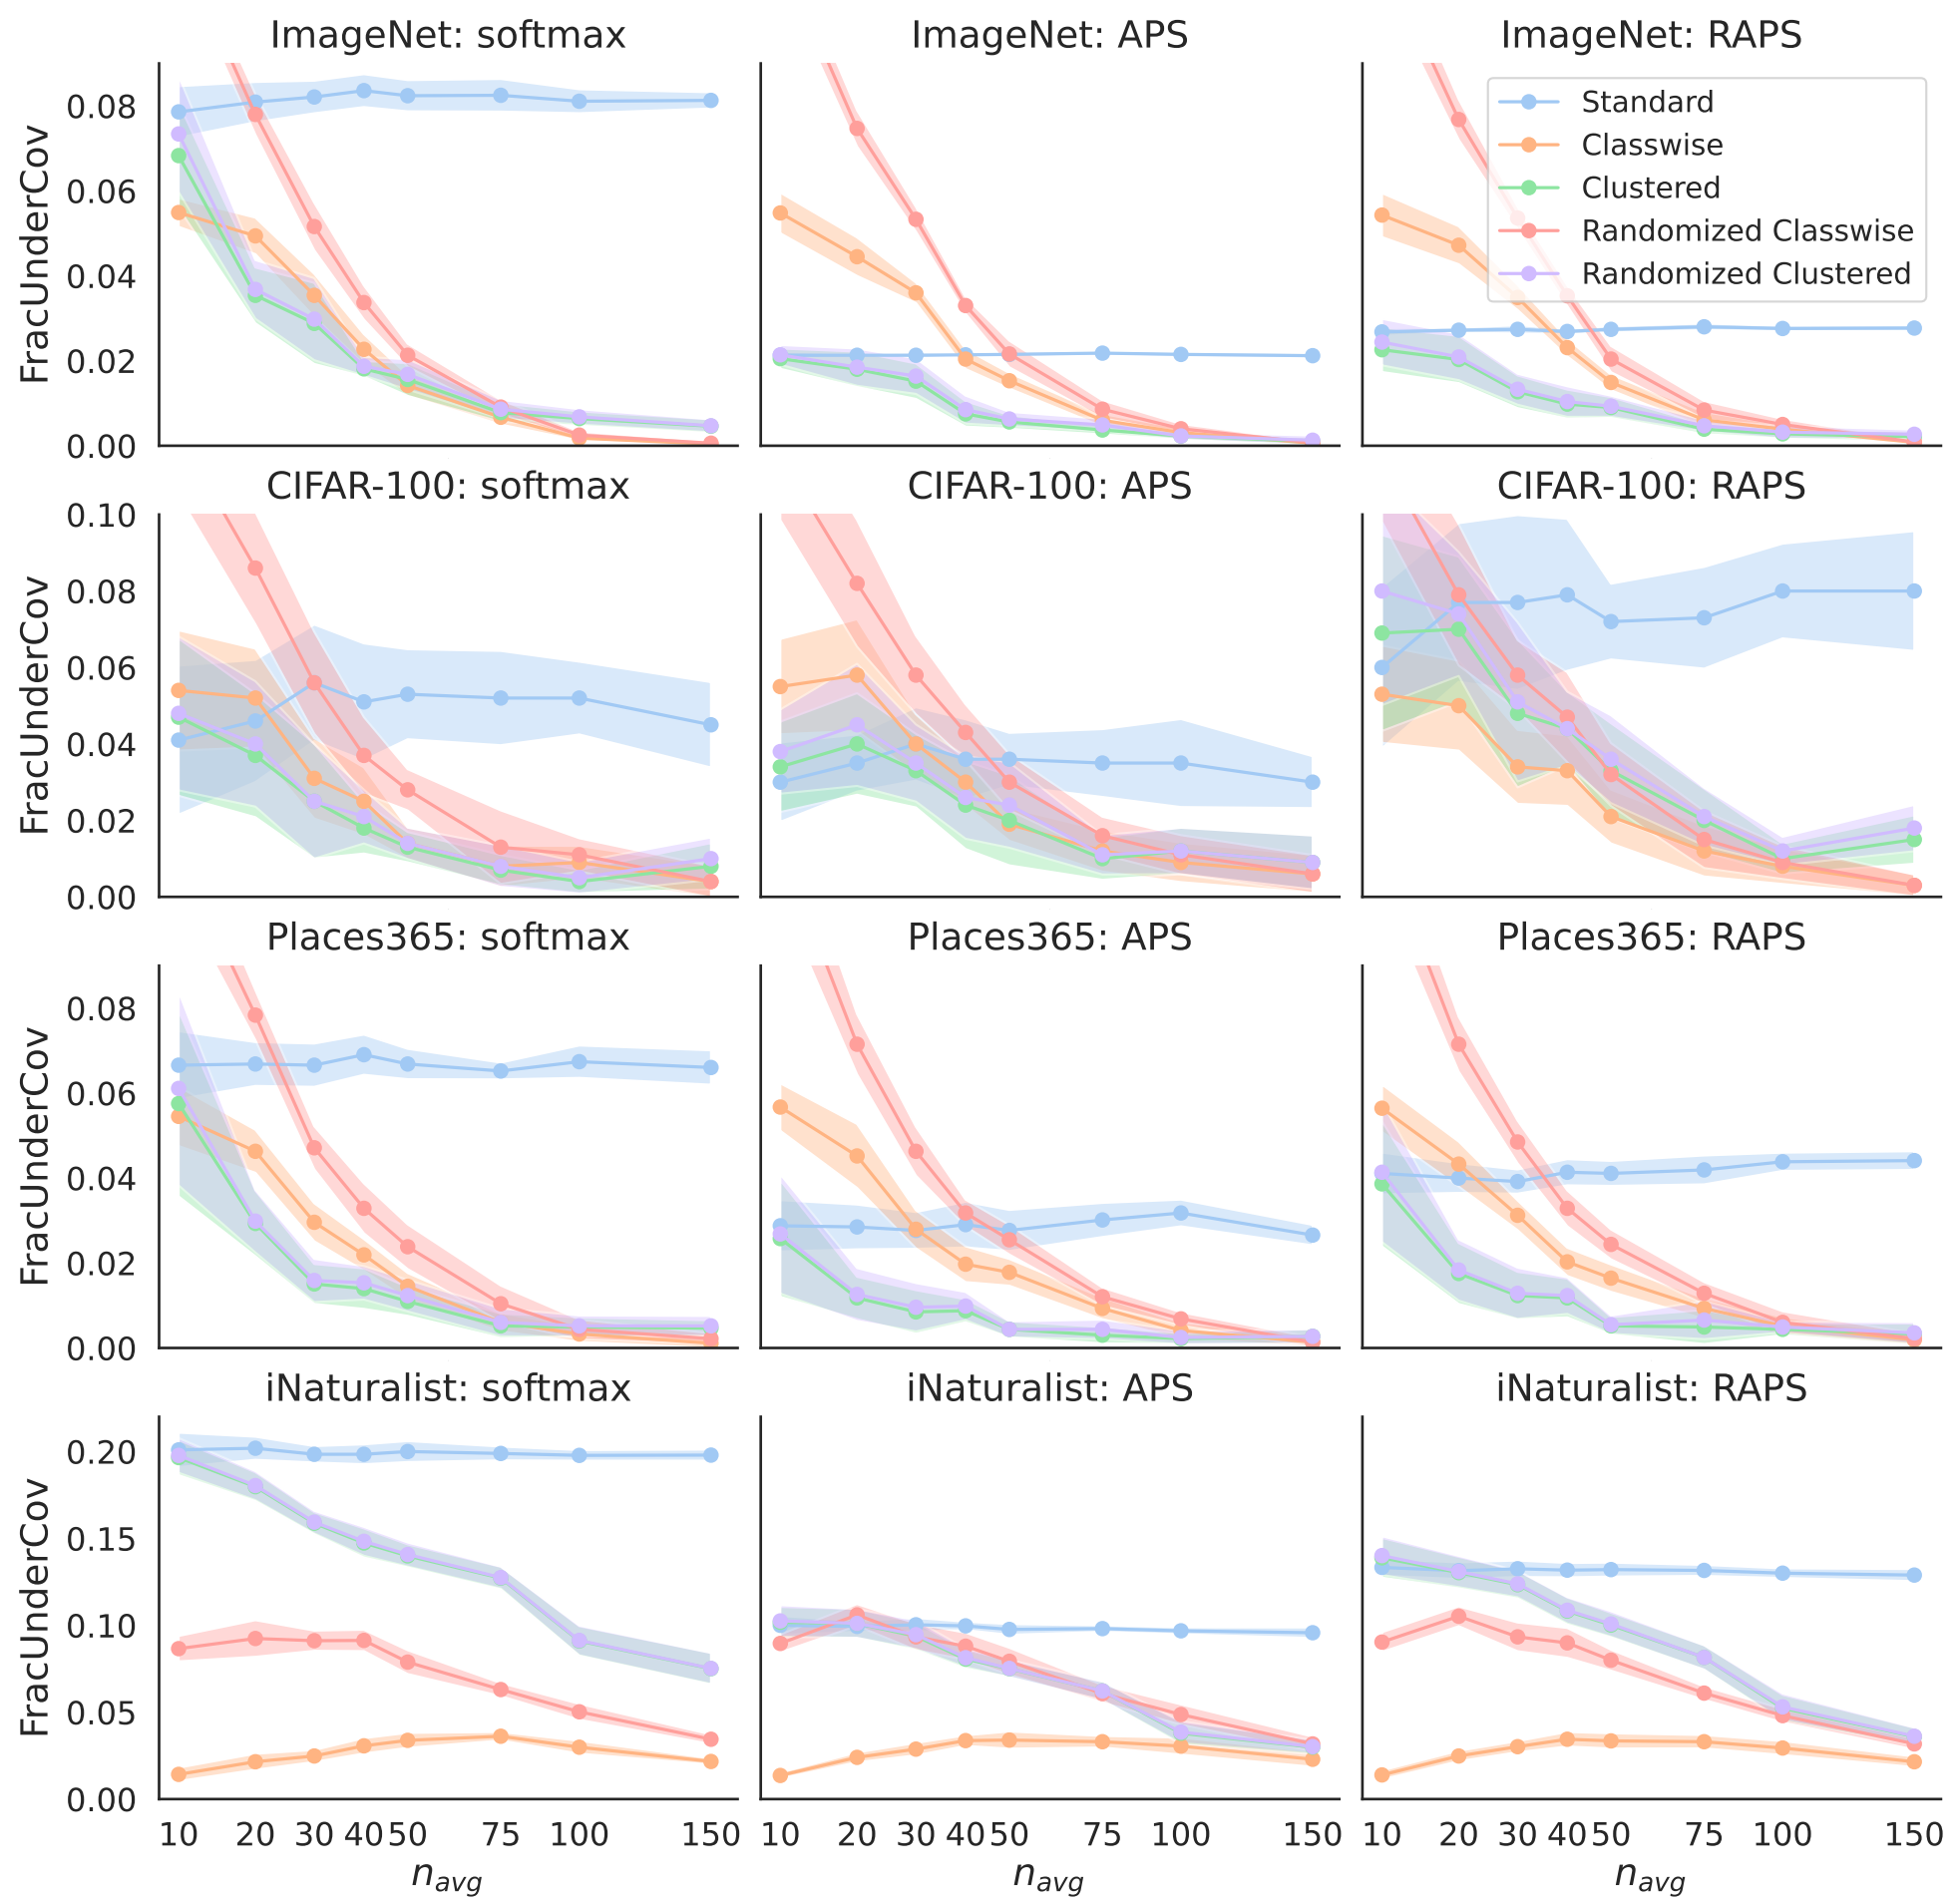 ImageNet: softmax
ImageNet: APS
ImageNet: RAPS
FracUnderCov
0.08
0.06
0.04
0.02
0.00
Standard
Classwise
Clustered
Randomized Classwise
Randomized Clustered
CIFAR-100: softmax
CIFAR-100: APS
CIFAR-100: RAPS
FracUnderCov
0.10
0.08
0.06
0.04
0.02
0.00
Places365: softmax
Places365: APS
Places365: RAPS
FracUnderCov
0.08
0.06
0.04
0.02
0.00
iNaturalist: softmax
iNaturalist: APS
iNaturalist: RAPS
FracUnderCov
0.20
0.15
0.10
0.05
0.00
10 20 30 40 50 75 100 150
10 20 30 40 50 75 100 150
10 20 30 40 50 75 100 150
n_avg
n_avg
n_avg